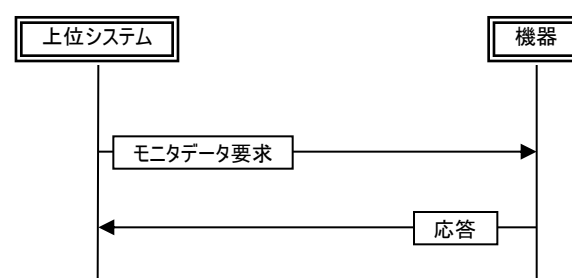 上位システム
機器
モニタデータ要求
応答